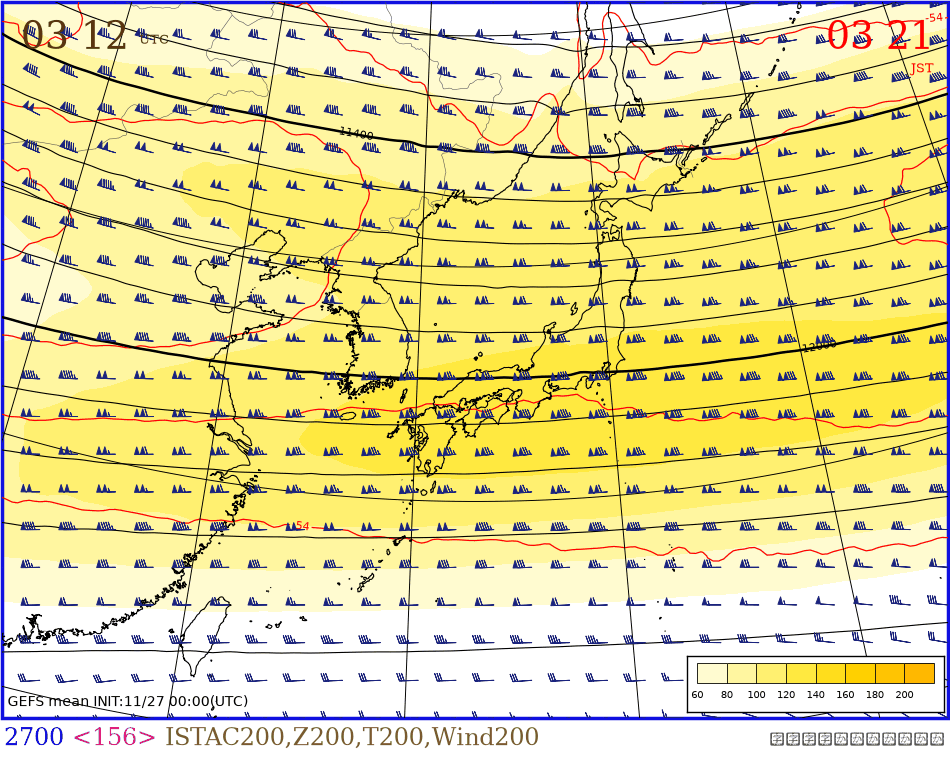 03 12 UTC
03 21 JST
-54
11400
12000
-54
60 80 100 120 140 160 180 200
GEFS mean INIT:11/27 00:00(UTC)
2700 <156> ISTAC200,Z200,T200,Wind200